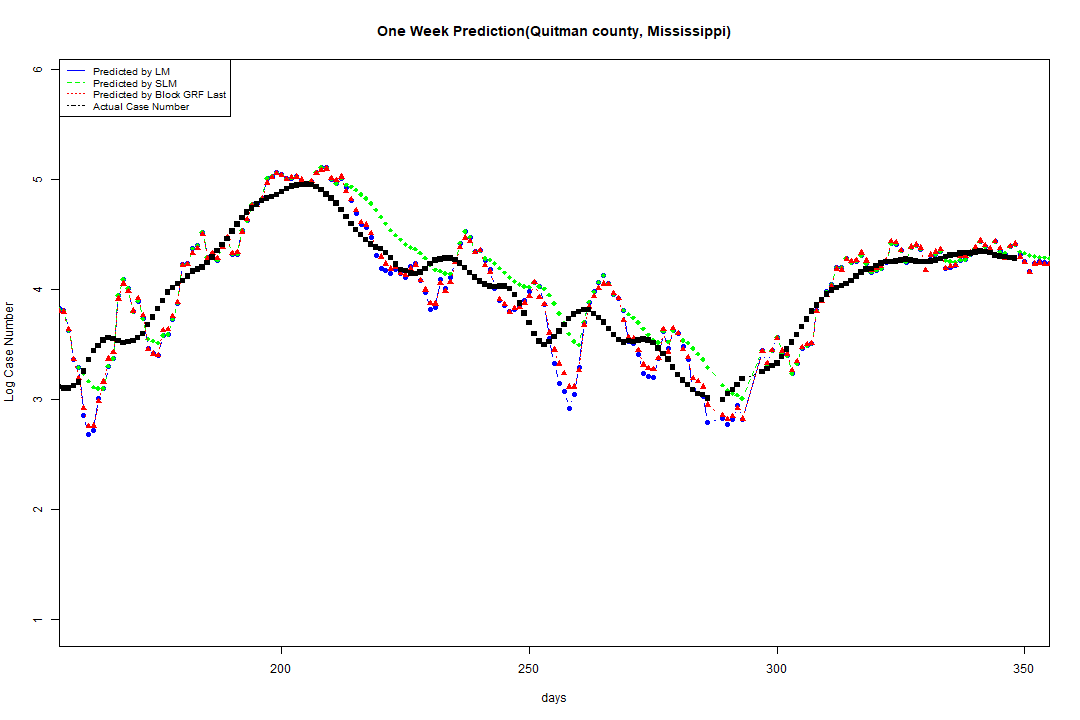 One Week Prediction(Quitman county, Mississippi)
Predicted by LM
Predicted by SLM
Predicted by Block GRF Last
Actual Case Number
6
5
4
3
2
1
Log Case Number
200
250
300
350
days